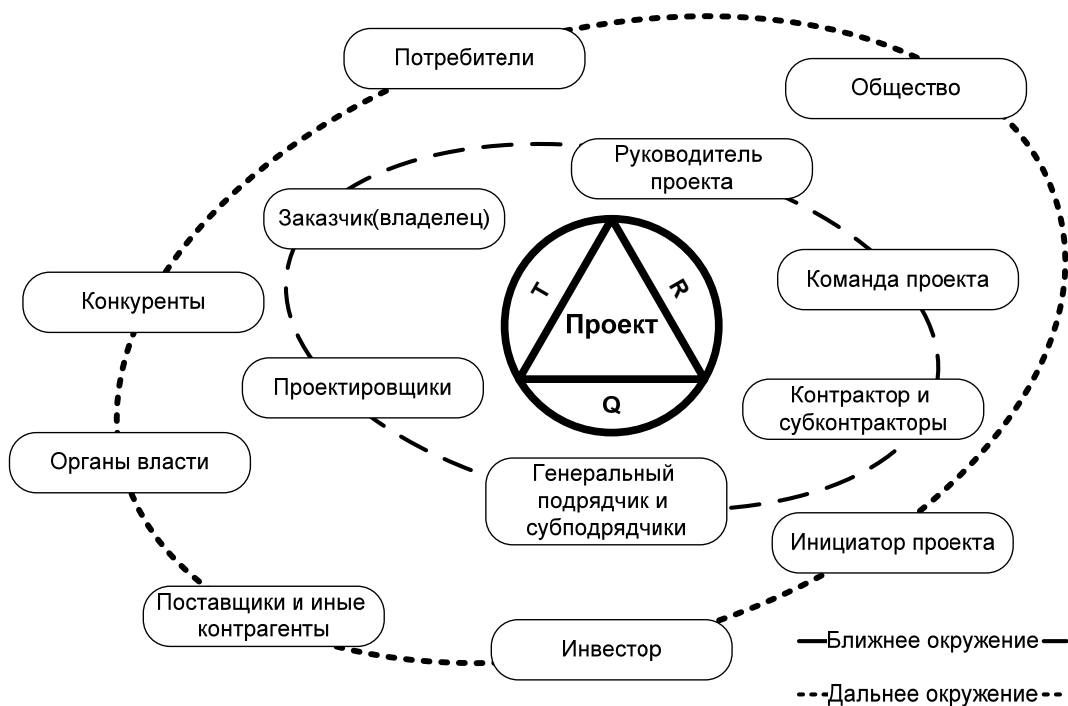 Потребители
Общество
Руководитель
проекта
Заказчик(владелец)
Команда проекта
Конкуренты
T
R
Проект
Q
Проектировщики
Контрактор и
субконтракторы
Органы власти
Генеральный
подрядчик и
субподрядчики
Инициатор проекта
Поставщики и иные
контрагенты
Инвестор
Ближнее окружение
Дальнее окружение